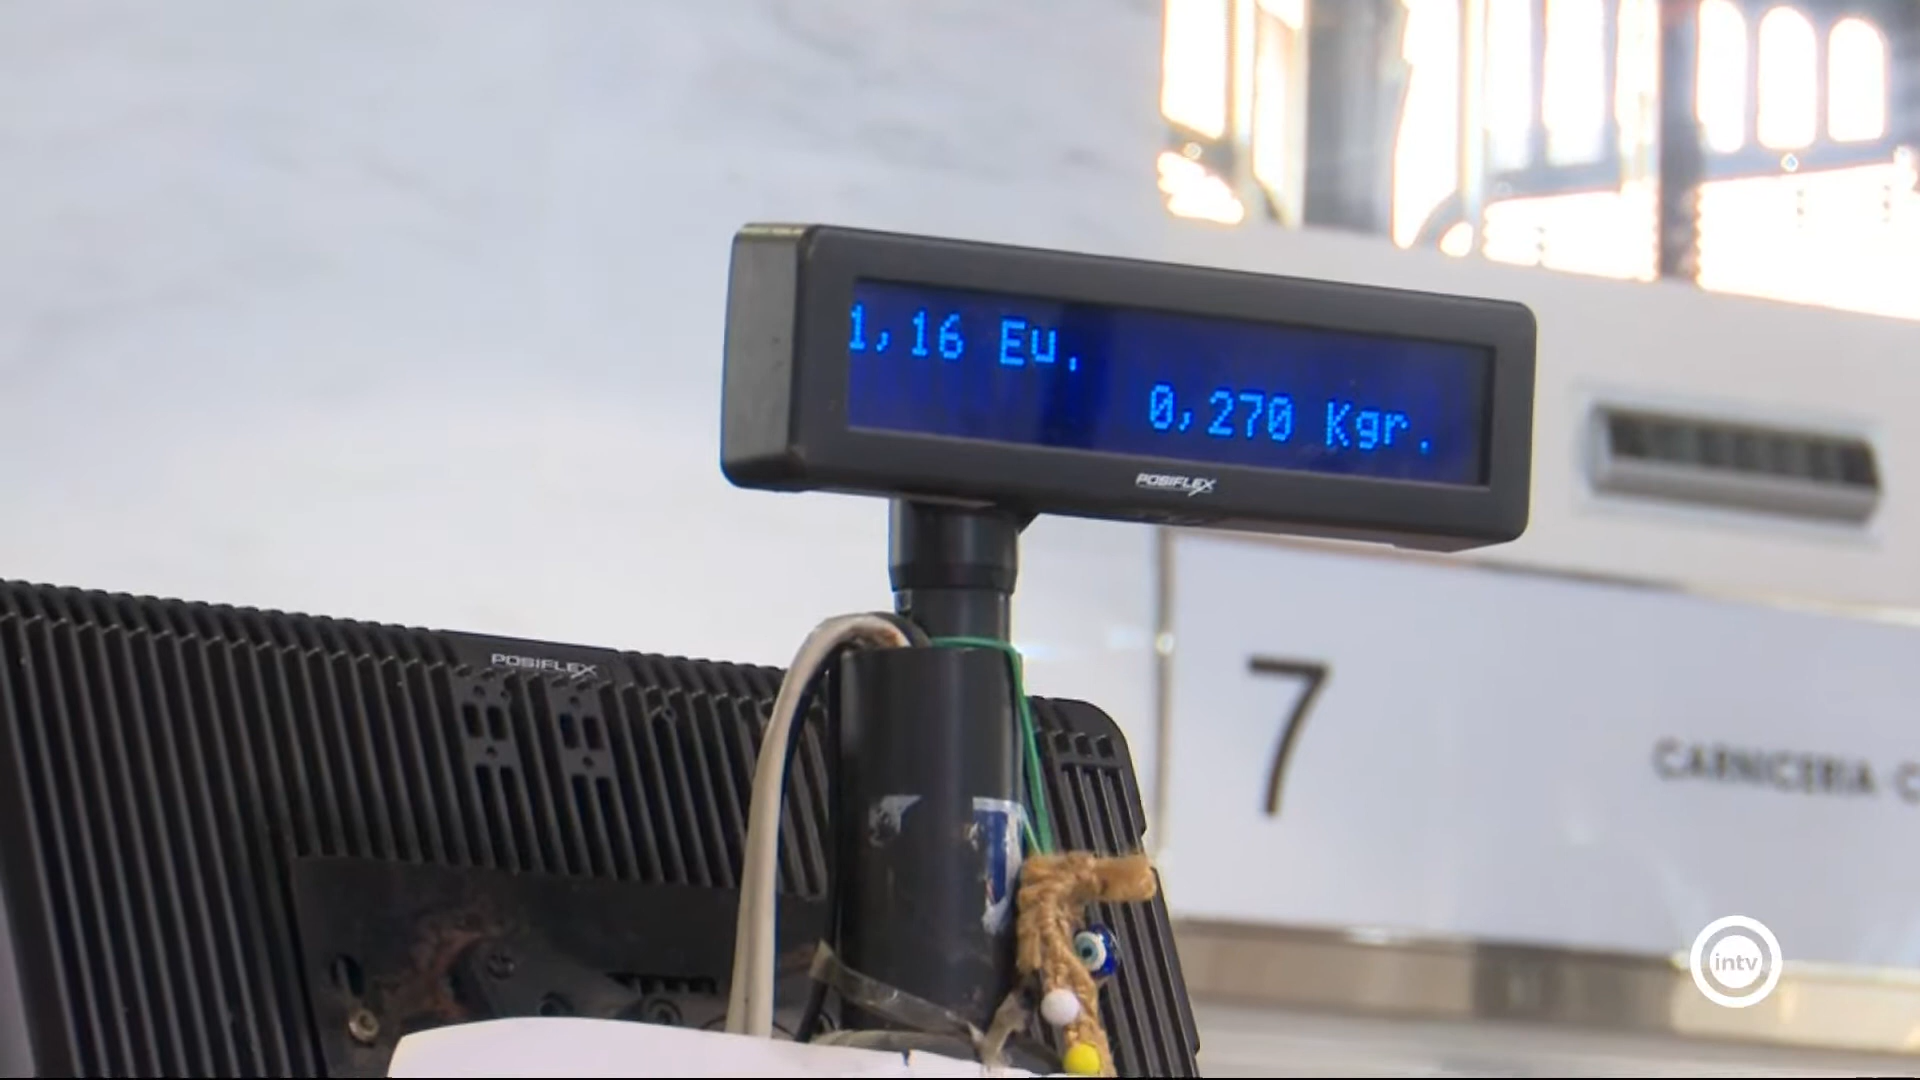 1,16 Eu.
0,270 Kgr.
POSIFLEX
POSIFLEX
7
CARNICERIA
intv